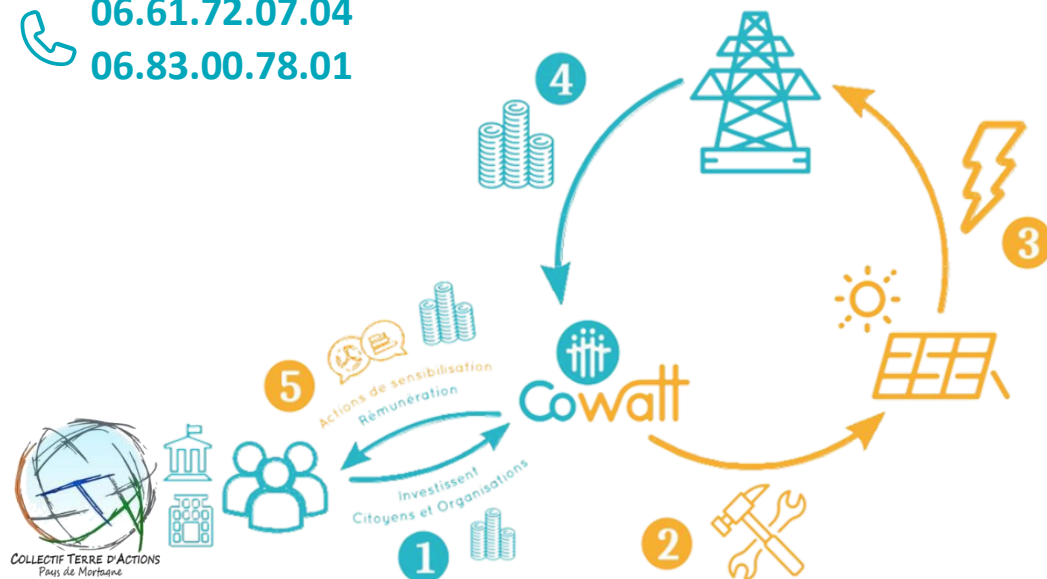 06.61.72.07.04
06.83.00.78.01
4
3
5
Actions de sensibilisation
Rémunération
Cowatt
Investissent
Citoyens et Organisations
1
2
COLLECTIF TERRE D'ACTIONS
Pays de Mortagne